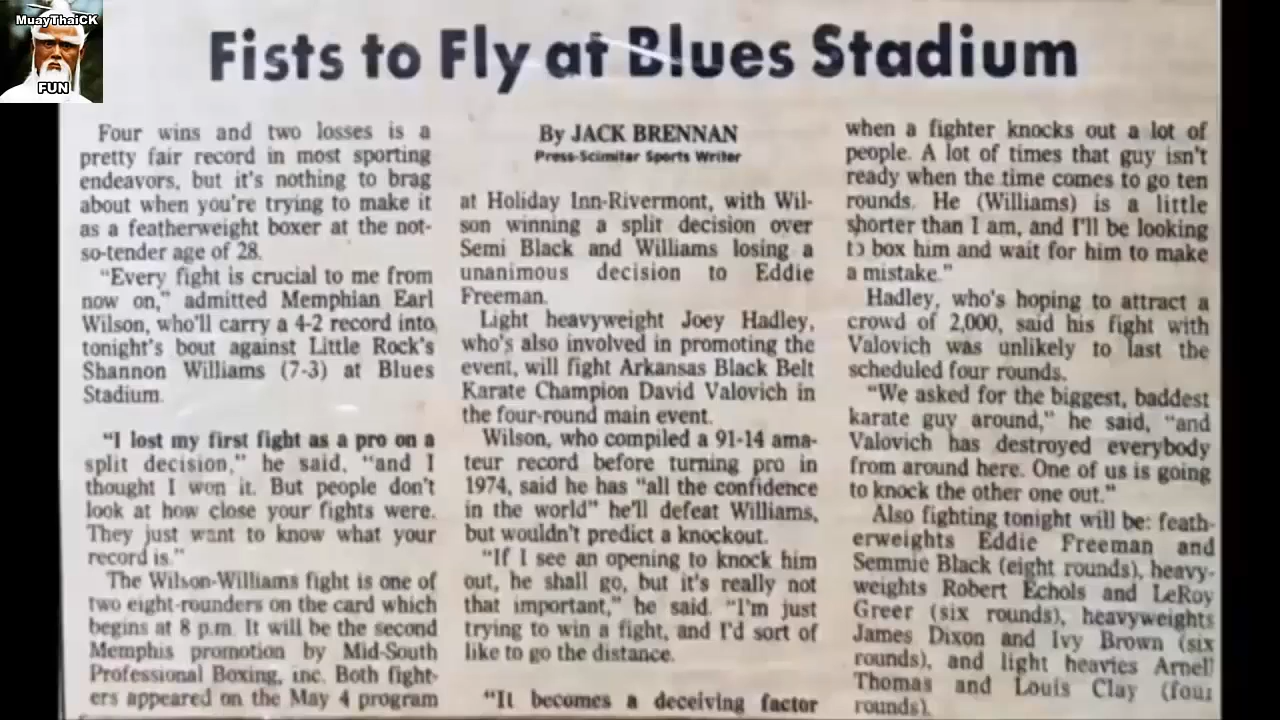 MuayThaiCK
FUN
Fists to Fly at Blues Stadium
Four wins and two losses is a
pretty fair record in most sporting
endeavors, but it's nothing to brag
about when you're trying to make it
as a featherweight boxer at the not-
so-tender age of 28.
"Every fight is crucial to me from
now on," admitted Memphian Earl
Wilson, who'll carry a 4-2 record into
tonight's bout against Little Rock's
Shannon Williams (7-3) at Blues
Stadium.
"I lost my first fight as a pro on a
split decision," he said, "and I
thought I won it. But people don't
look at how close your fights were.
They just want to know what your
record is."
The Wilson-Williams fight is one of
two eight-rounders on the card which
begins at 8 p.m. It will be the second
Memphis promotion by Mid-South
Professional Boxing, inc. Both fight-
ers appeared on the May 4 program
By JACK BRENNAN
Press-Scimitar Sports Writer
at Holiday Inn-Rivermont, with Wil-
son winning a split decision over
Semi Black and Williams losing a
unanimous decision to Eddie
Freeman.
Light heavyweight Joey Hadley,
who's also involved in promoting the
event, will fight Arkansas Black Belt
Karate Champion David Valovich in
the four-round main event.
Wilson, who compiled a 91-14 ama-
teur record before turning pro in
1974, said he has "all the confidence
in the world" he'll defeat Williams,
but wouldn't predict a knockout.
"If I see an opening to knock him
out, he shall go, but it's really not
that important," he said. "I'm just
trying to win a fight, and I'd sort of
like to go the distance.
"It becomes a deceiving factor
when a fighter knocks out a lot of
people. A lot of times that guy isn't
ready when the time comes to go ten
rounds. He (Williams) is a little
shorter than I am, and I'll be looking
to box him and wait for him to make
a mistake."
Hadley, who's hoping to attract a
crowd of 2,000, said his fight with
Valovich was unlikely to last the
scheduled four rounds.
"We asked for the biggest, baddest
karate guy around," he said, "and
Valovich has destroyed everybody
from around here. One of us is going
to knock the other one out."
Also fighting tonight will be: feath-
erweights Eddie Freeman and
Semmie Black (eight rounds), heavy-
weights Robert Echols and LeRoy
Greer (six rounds), heavyweights
James Dixon and Ivy Brown (six
rounds), and light heavies Arnell
Thomas and Louis Clay (four
rounds).